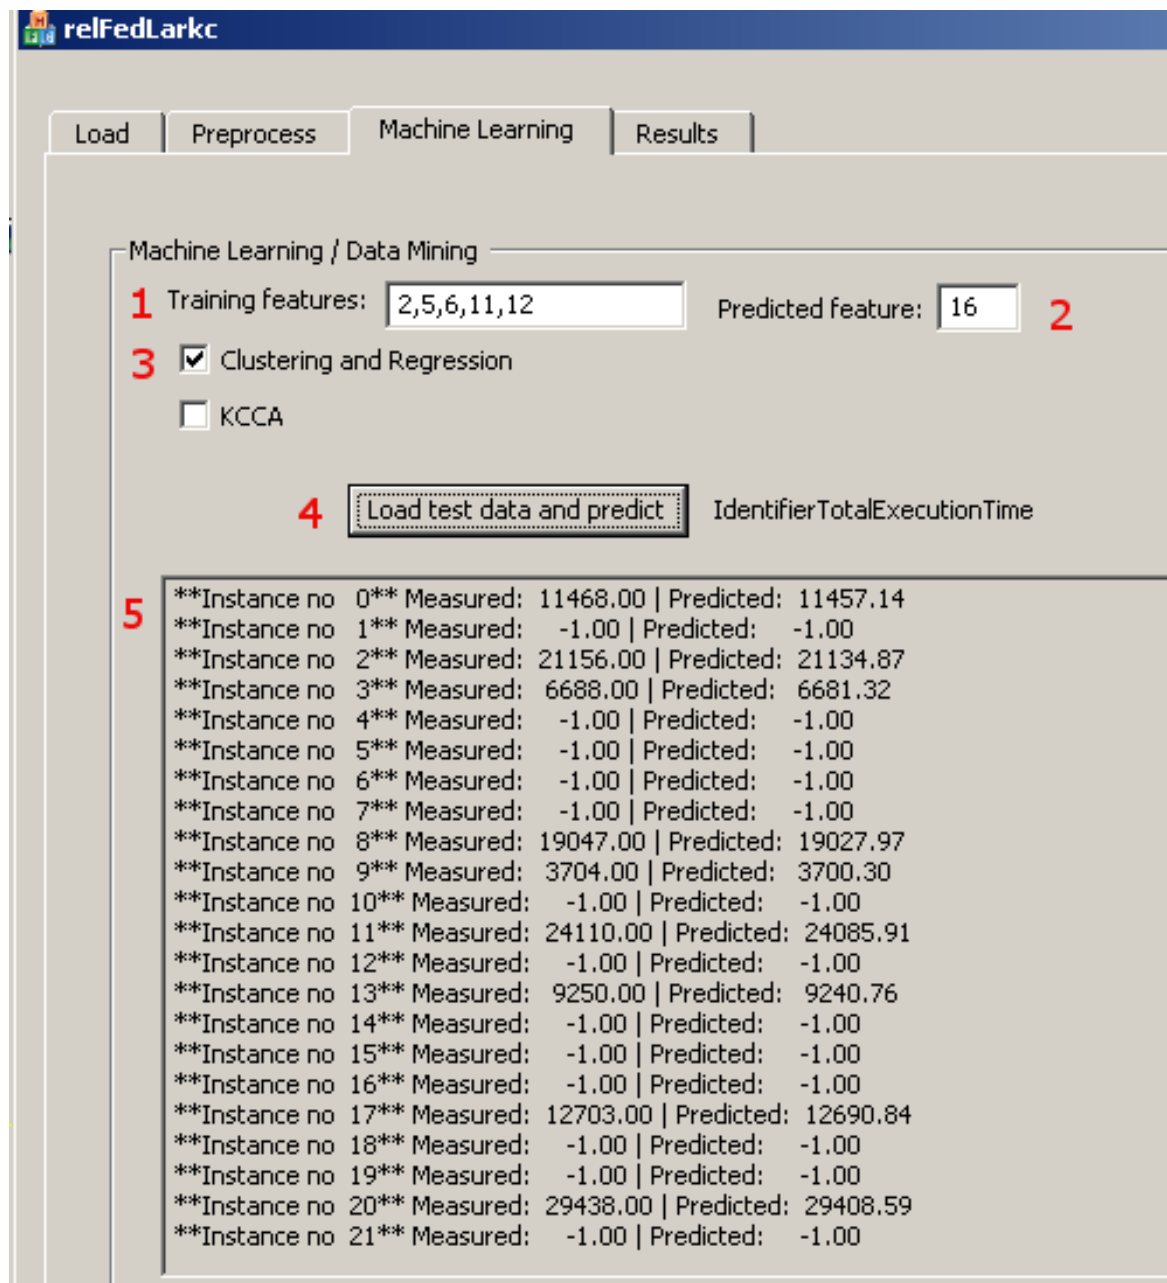 relFedLarkc
Load Preprocess Machine Learning Results
Machine Learning / Data Mining
1 Training features: 2,5,6,11,12 Predicted feature: 16 2
3 Clustering and Regression
KCCA
4 Load test data and predict IdentifierTotalExecutionTime
5
**Instance no 0** Measured: 11468.00 | Predicted: 11457.14
**Instance no 1** Measured: -1.00 | Predicted: -1.00
**Instance no 2** Measured: 21156.00 | Predicted: 21134.87
**Instance no 3** Measured: 6688.00 | Predicted: 6681.32
**Instance no 4** Measured: -1.00 | Predicted: -1.00
**Instance no 5** Measured: -1.00 | Predicted: -1.00
**Instance no 6** Measured: -1.00 | Predicted: -1.00
**Instance no 7** Measured: -1.00 | Predicted: -1.00
**Instance no 8** Measured: 19047.00 | Predicted: 19027.97
**Instance no 9** Measured: 3704.00 | Predicted: 3700.30
**Instance no 10** Measured: -1.00 | Predicted: -1.00
**Instance no 11** Measured: 24110.00 | Predicted: 24085.91
**Instance no 12** Measured: -1.00 | Predicted: -1.00
**Instance no 13** Measured: 9250.00 | Predicted: 9240.76
**Instance no 14** Measured: -1.00 | Predicted: -1.00
**Instance no 15** Measured: -1.00 | Predicted: -1.00
**Instance no 16** Measured: -1.00 | Predicted: -1.00
**Instance no 17** Measured: 12703.00 | Predicted: 12690.84
**Instance no 18** Measured: -1.00 | Predicted: -1.00
**Instance no 19** Measured: -1.00 | Predicted: -1.00
**Instance no 20** Measured: 29438.00 | Predicted: 29408.59
**Instance no 21** Measured: -1.00 | Predicted: -1.00